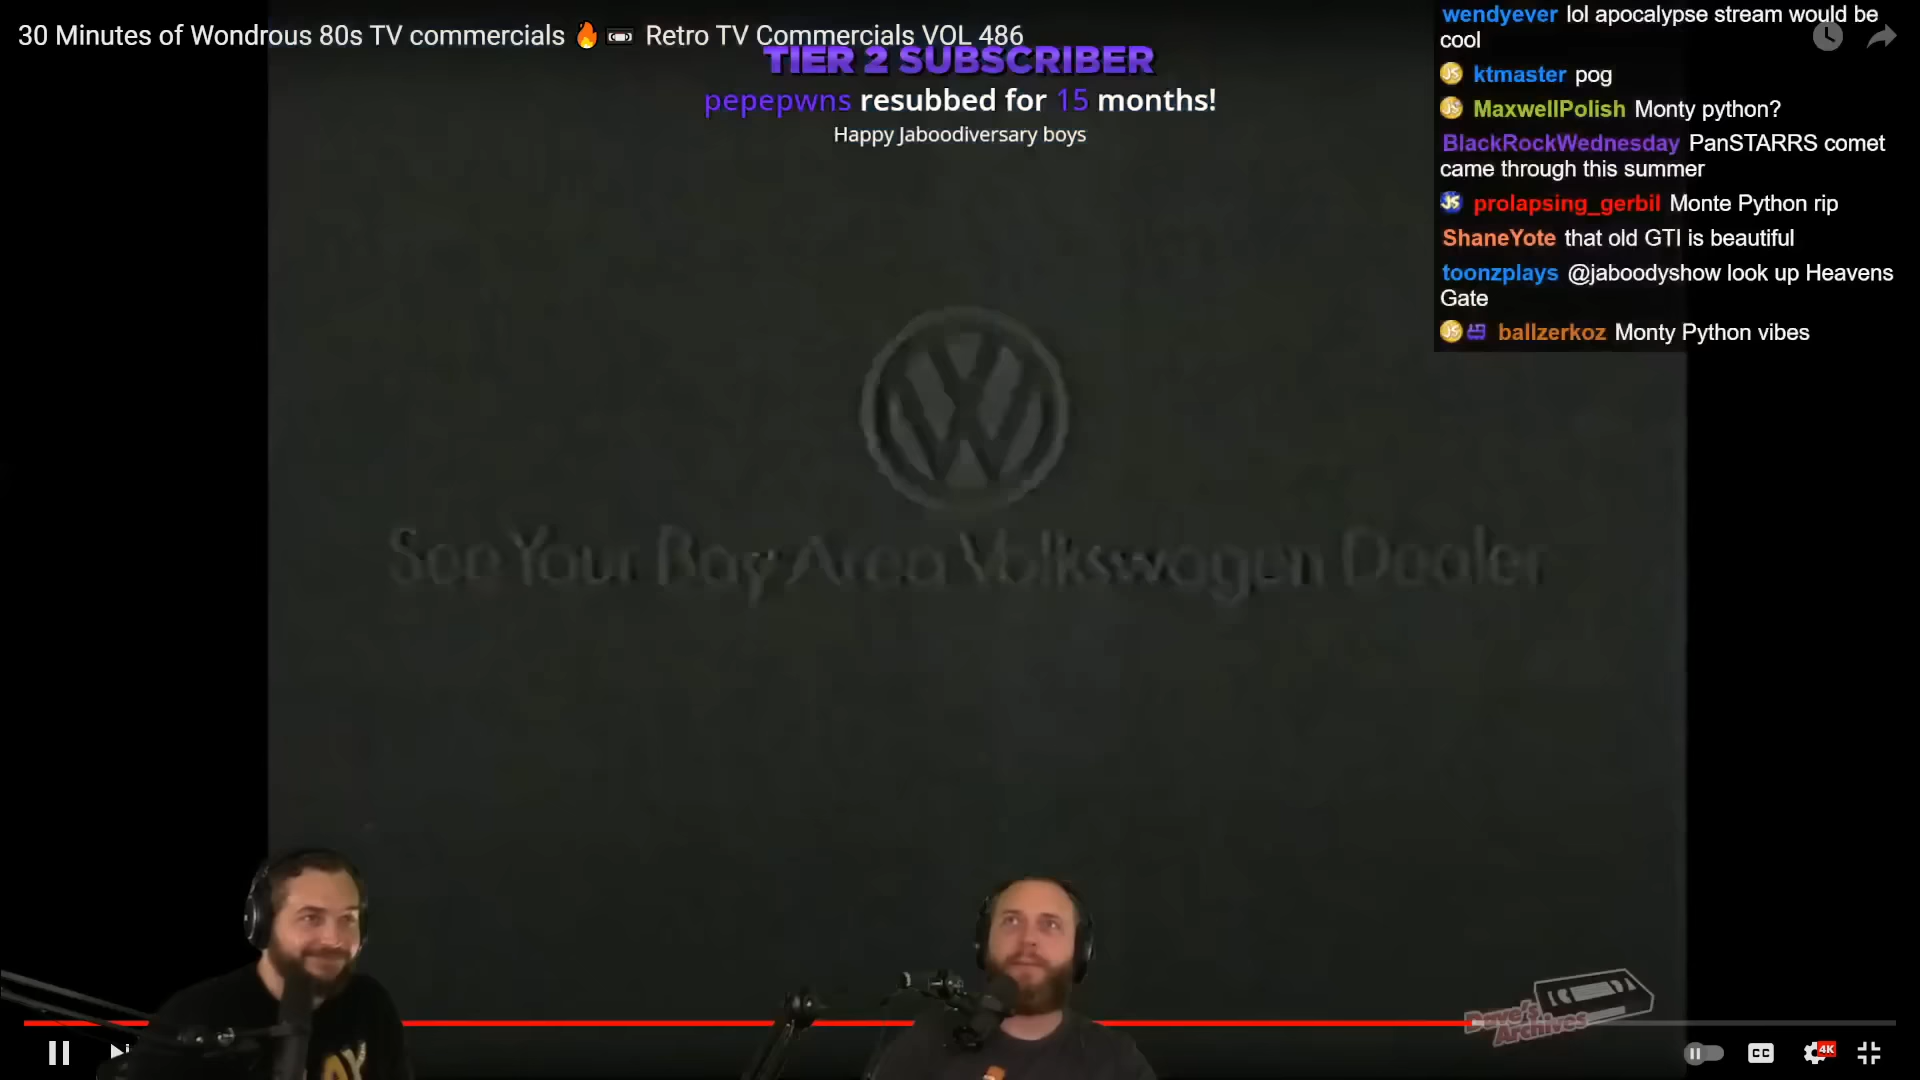 30 Minutes of Wondrous 80s TV commercials 🔥📼 Retro TV Commercials VOL 486
TIER 2 SUBSCRIBER
pepepwns resubbed for 15 months!
Happy Jaboodiversary boys
wendyever lol apocalypse stream would be
cool
ktmaster pog
MaxwellPolish Monty python?
BlackRockWednesday PanSTARRS comet
came through this summer
prolapsing_gerbil Monte Python rip
ShaneYote that old GTI is beautiful
toonzplays @jaboodyshow look up Heavens
Gate
ballzerkoz Monty Python vibes
See Your Bay Area Volkswagen Dealer
Dave's
Archives
CC
4K